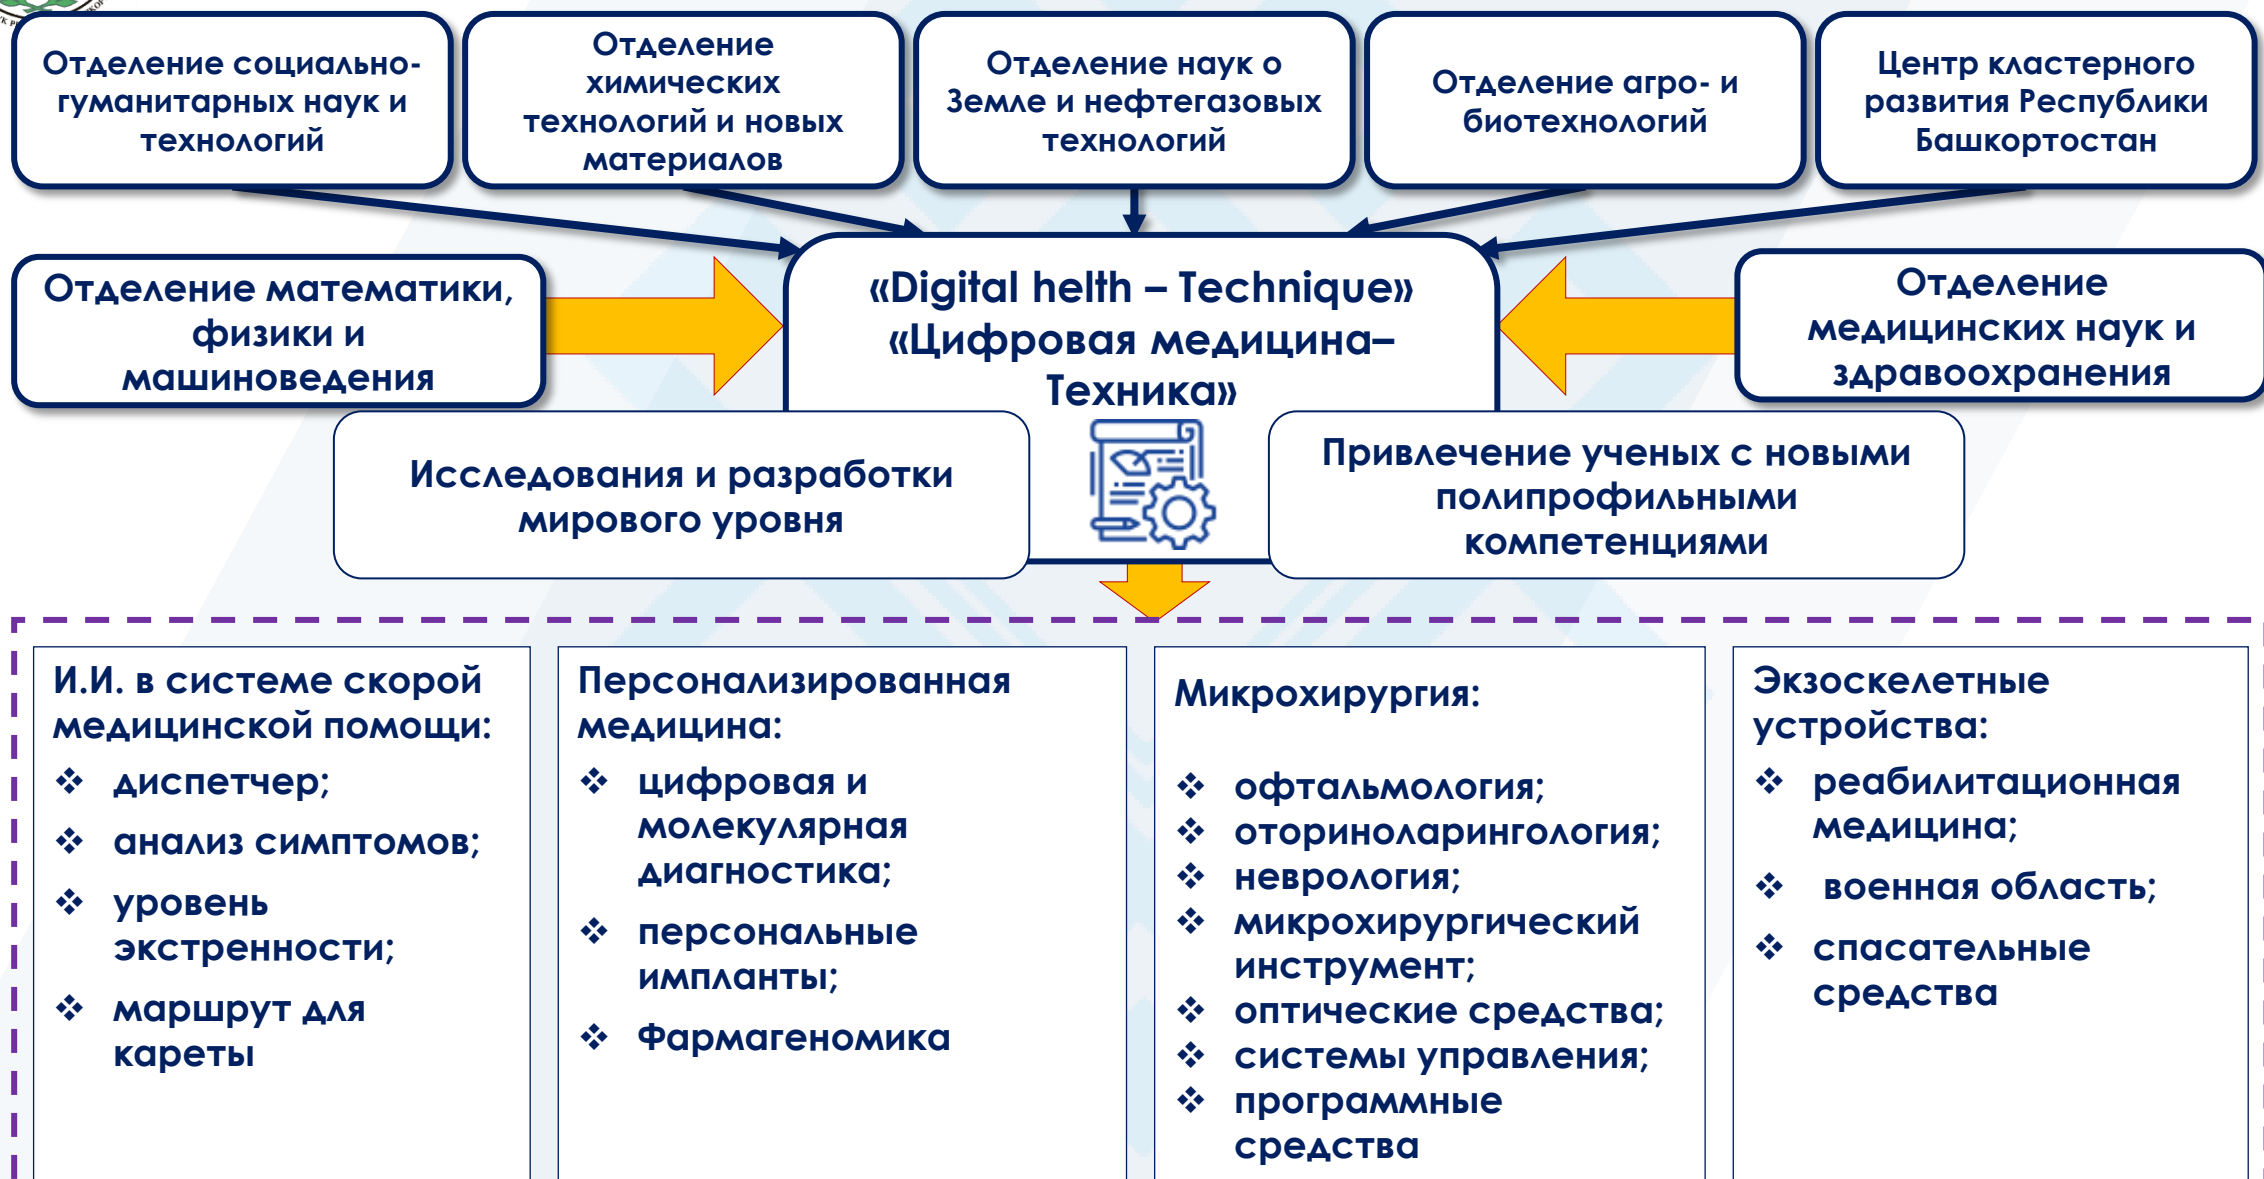 Отделение социально-
гуманитарных наук и
технологий
Отделение
химических
технологий и новых
материалов
Отделение наук о
Земле и нефтегазовых
технологий
Отделение агро- и
биотехнологий
Центр кластерного
развития Республики
Башкортостан
Отделение математики,
физики и
машиноведения
«Digital helth – Technique»
«Цифровая медицина–
Техника»
Отделение
медицинских наук и
здравоохранения
Исследования и разработки
мирового уровня
Привлечение ученых с новыми
полипрофильными
компетенциями
И.И. в системе скорой
медицинской помощи:
❖ диспетчер;
❖ анализ симптомов;
❖ уровень
экстренности;
❖ маршрут для
кареты
Персонализированная
медицина:
❖ цифровая и
молекулярная
диагностика;
❖ персональные
импланты;
❖ Фармагеномика
Микрохирургия:
❖ офтальмология;
❖ оториноларингология;
❖ неврология;
❖ микрохирургический
инструмент;
❖ оптические средства;
❖ системы управления;
❖ программные
средства
Экзоскелетные
устройства:
❖ реабилитационная
медицина;
❖ военная область;
❖ спасательные
средства